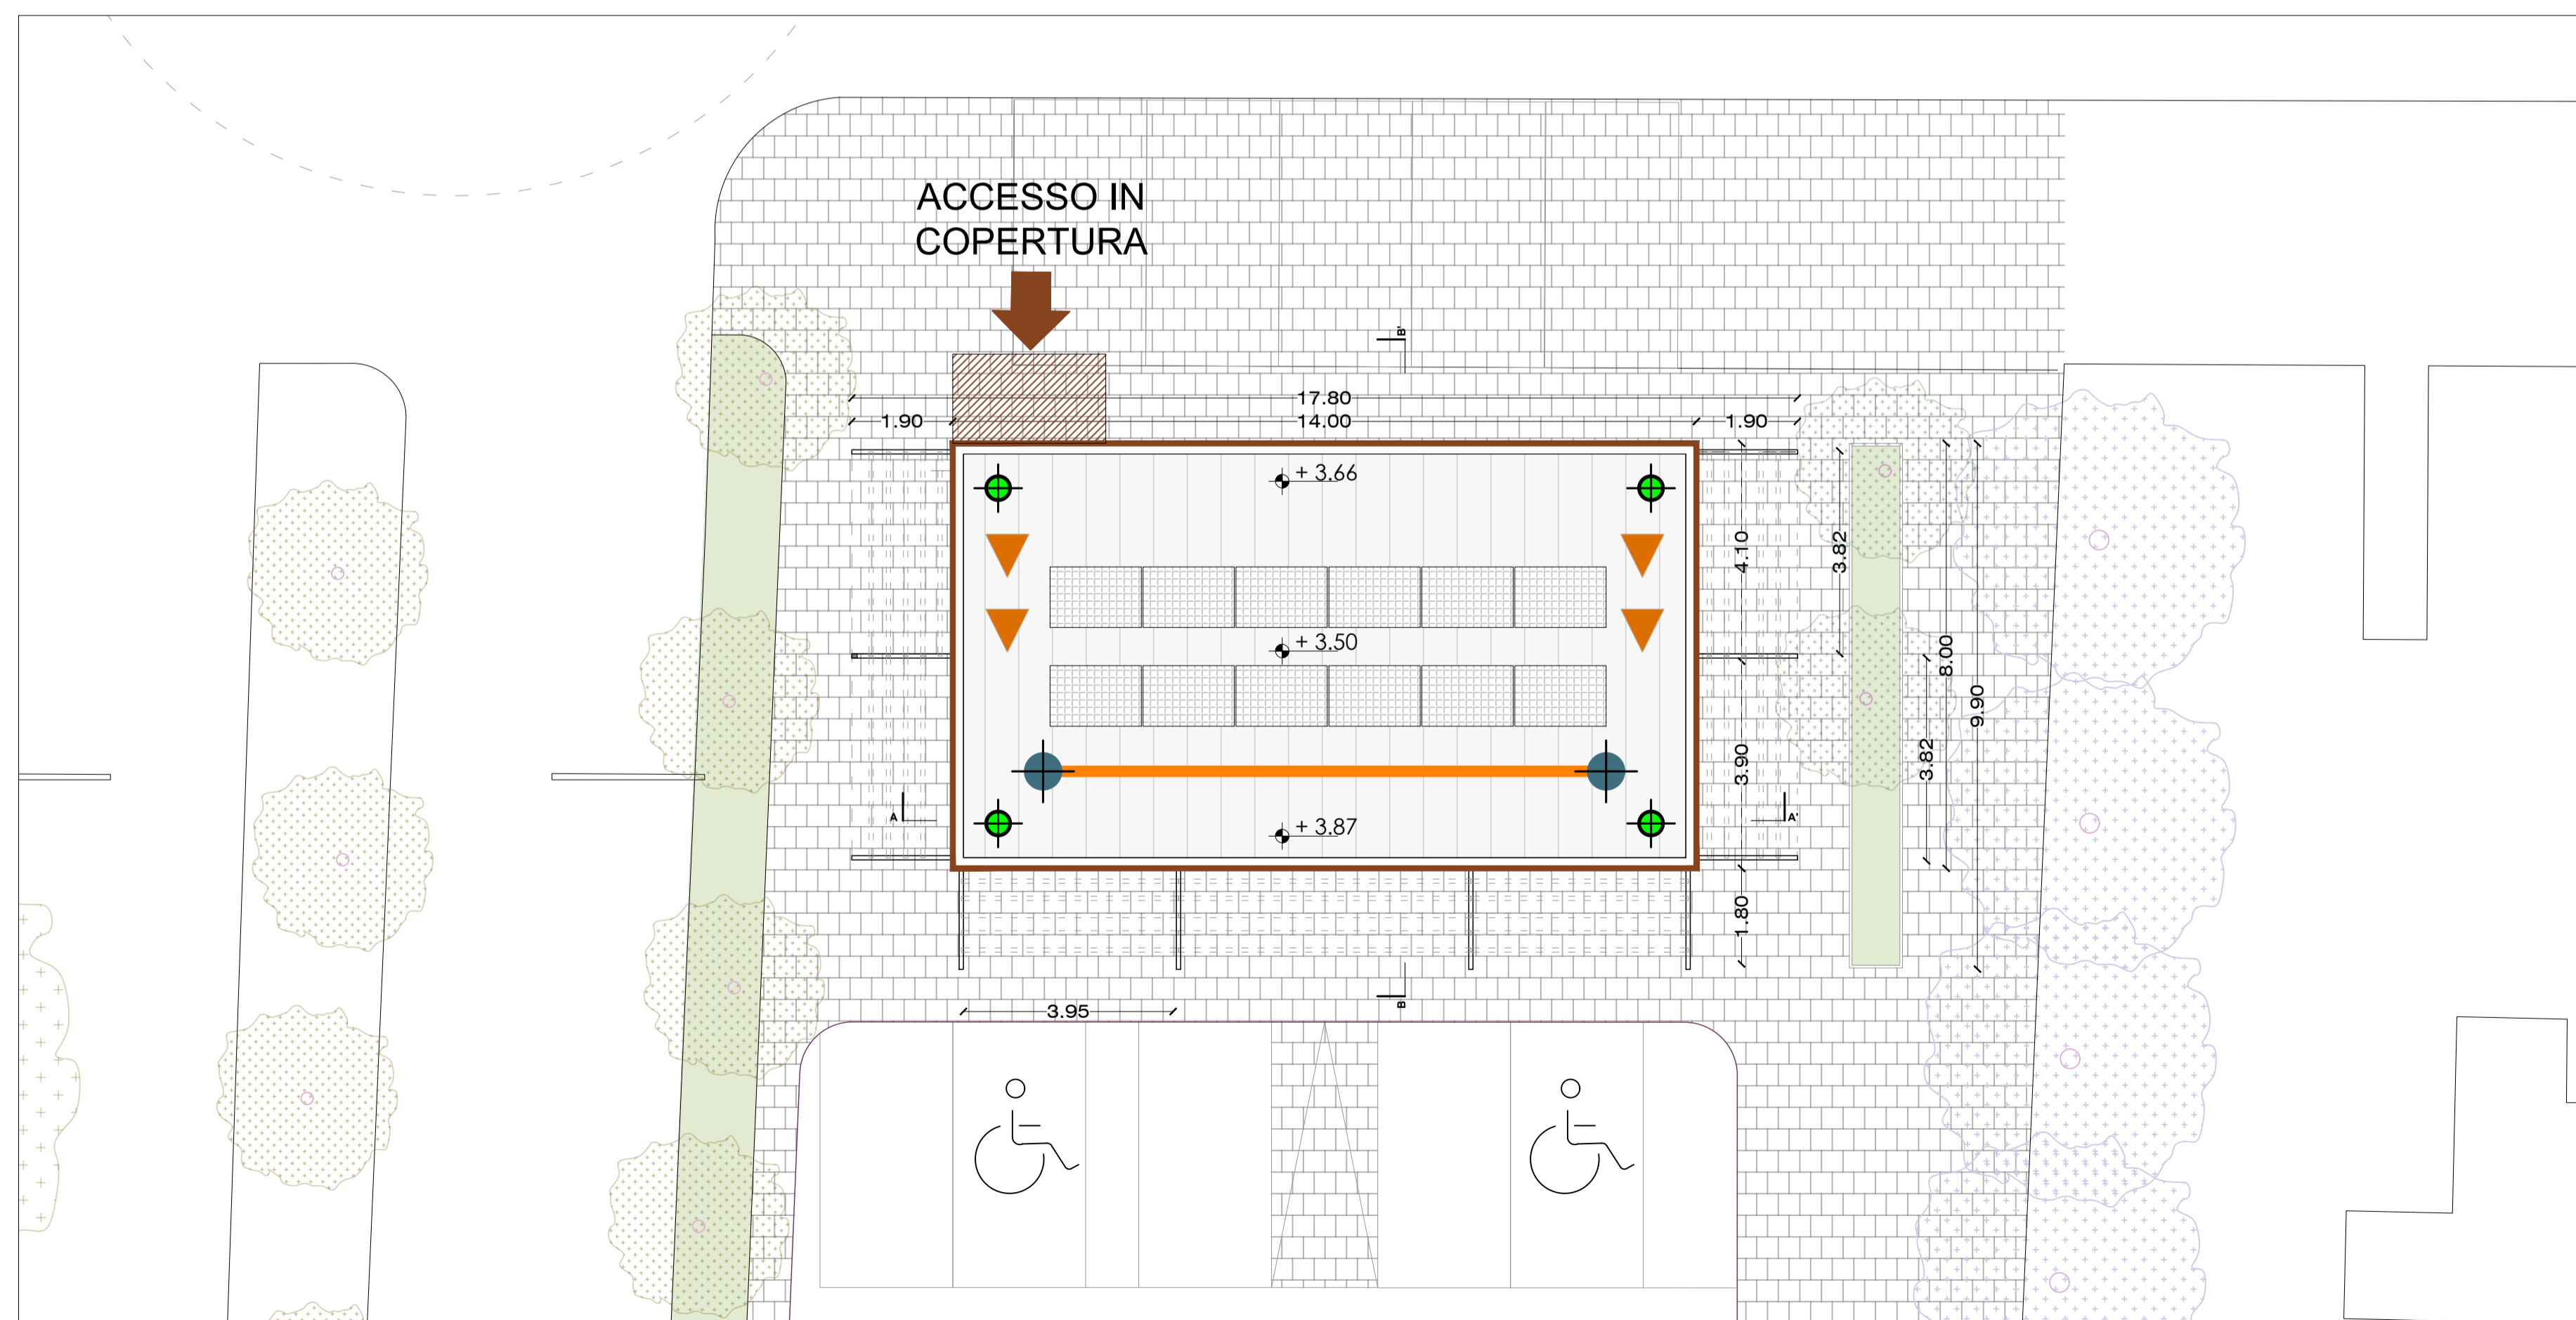 ACCESSO IN
COPERTURA
B'
17.80
1.90
14.00
1.90
+ 3.66
4.10
3.82
+ 3.50
8.00
9.90
3.90
3.82
A
A'
+ 3.87
1.80
B
3.95